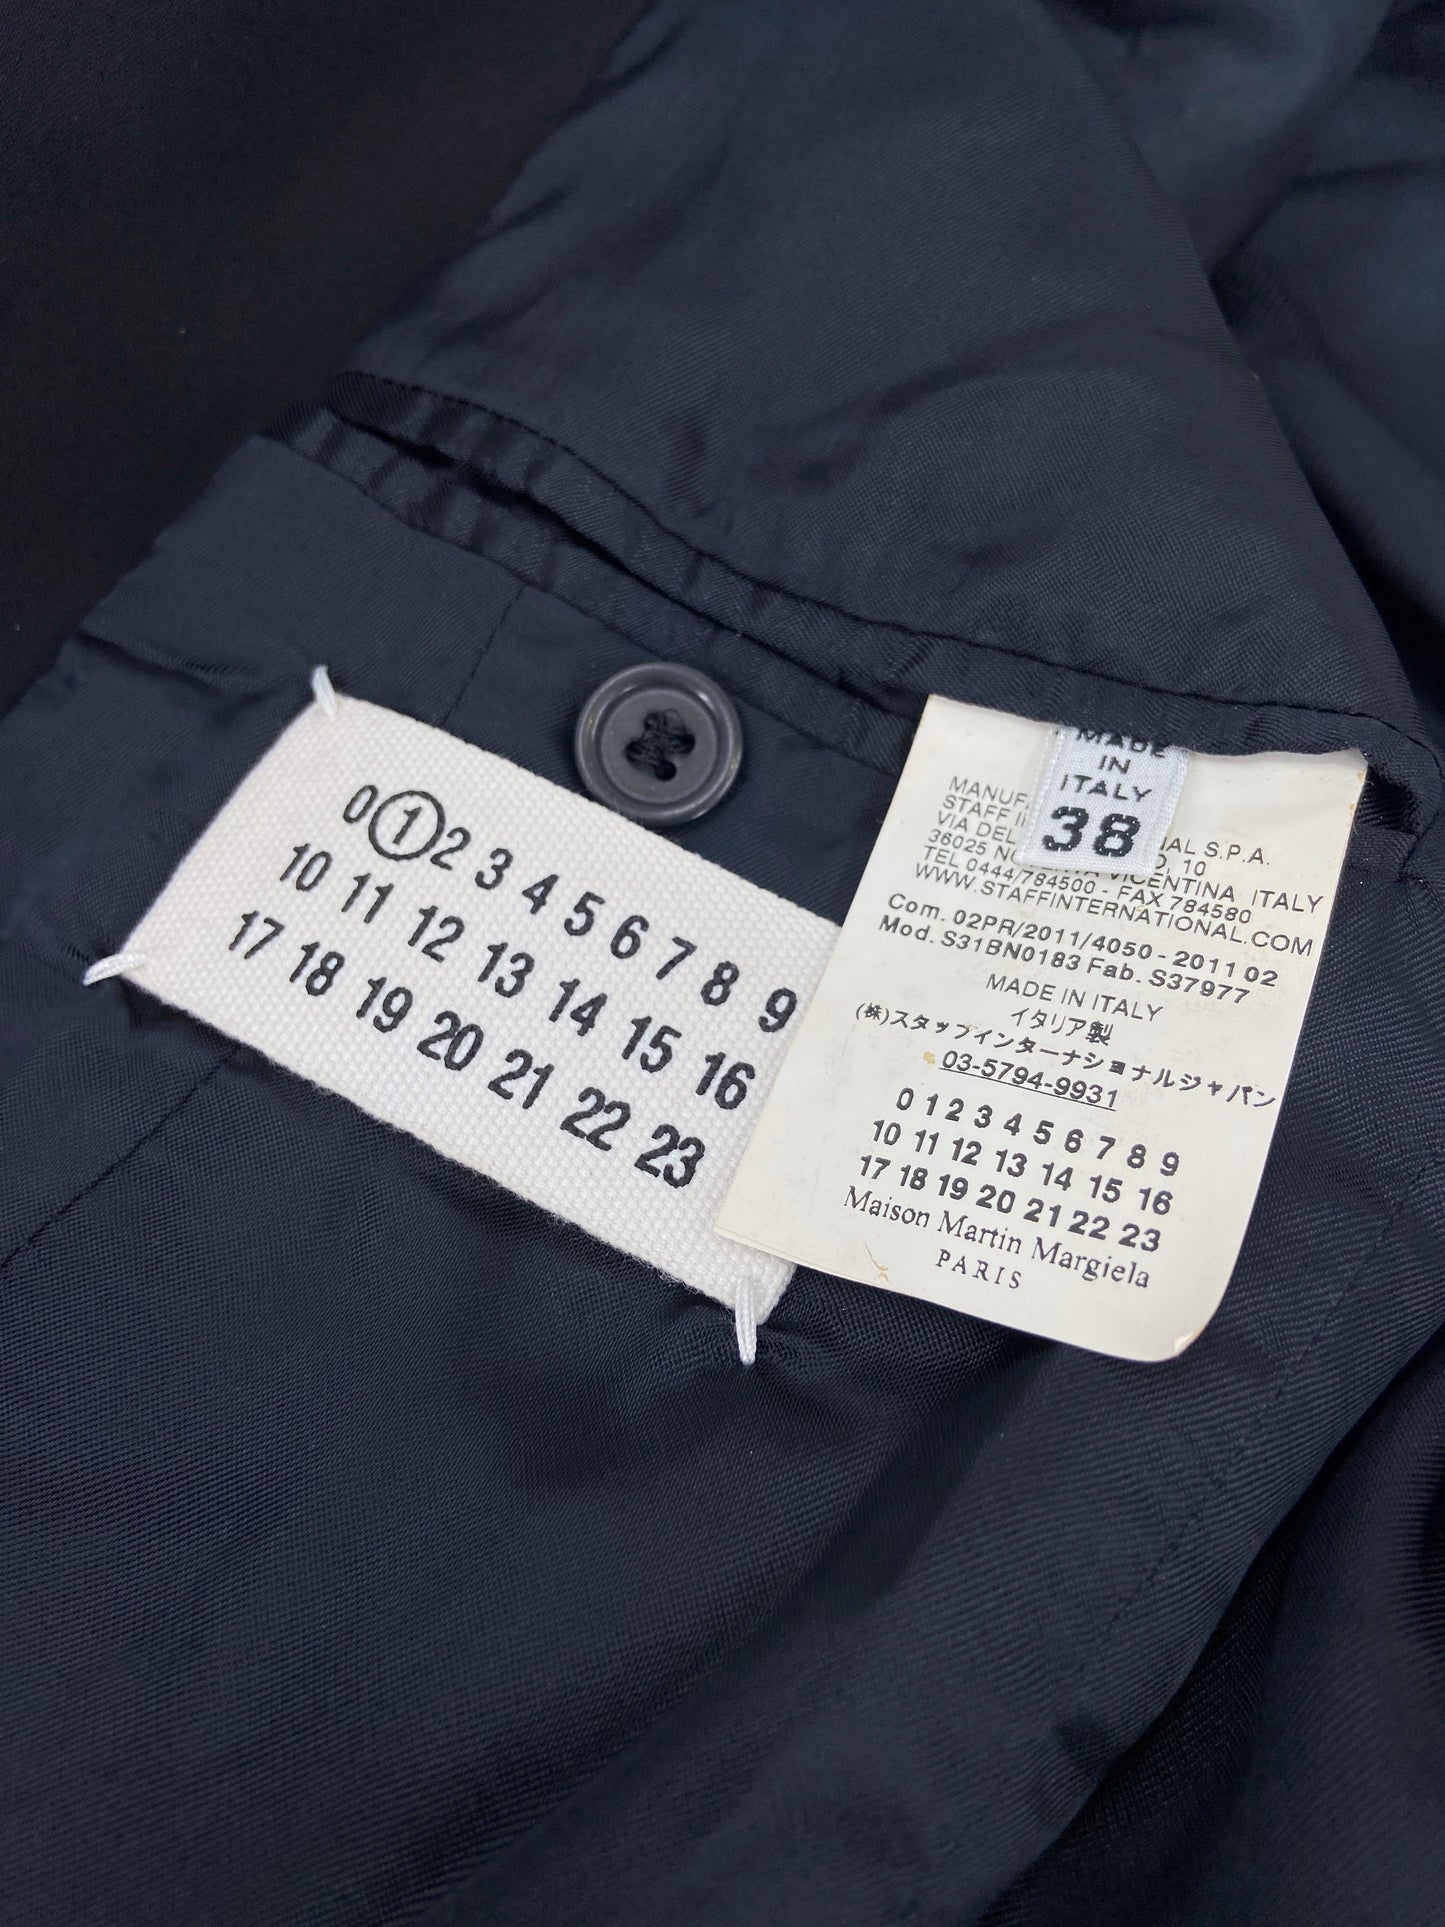 0 1 2 3 4 5 6 7 8 9
10 11 12 13 14 15 16
17 18 19 20 21 22 23
MADE
IN
ITALY
38
S.P.A.
VIA DEL 10
36025 VICENTINA ITALY
TEL 0444/784500 - FAX 784580
WWW.STAFFINTERNATIONAL.COM
Com. 02PR/2011/4050 - 2011 02
Mod. S31BN0183 Fab. S37977
MADE IN ITALY
イタリア製
(株)スタッフインターナショナルジャパン
03-5794-9931
0 1 2 3 4 5 6 7 8 9
10 11 12 13 14 15 16
17 18 19 20 21 22 23
Maison Martin Margiela
PARIS